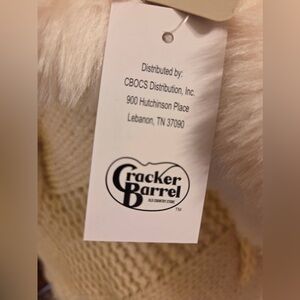 Distributed by:
CBOCS Distribution, Inc.
900 Hutchinson Place
Lebanon, TN 37090
Cracker
Barrel
OLD COUNTRY STORE
TM